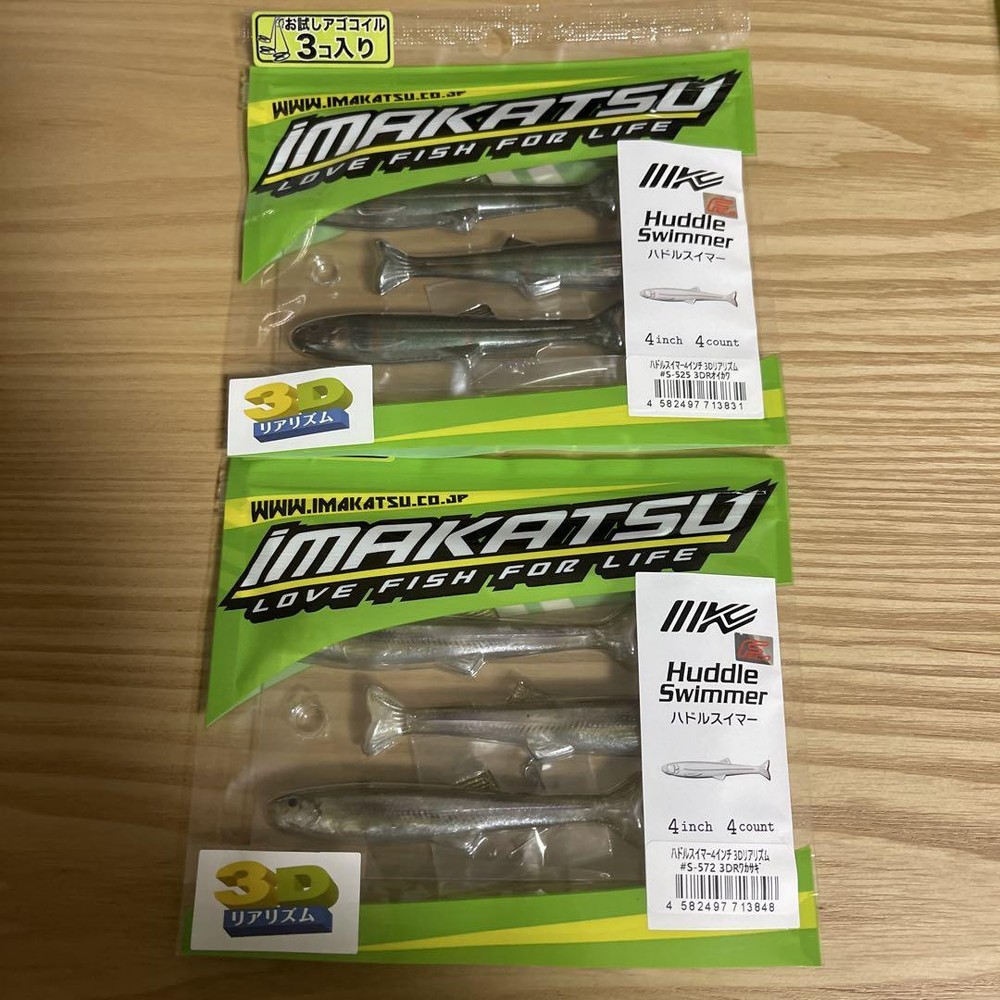 お試しアゴコイル
3コ入り
WWW.IMAKATSU.CO.JP
iMAKATSU
LOVE FISH FOR LIFE
Huddle
Swimmer
ハドルスイマー
4inch 4count
ハドルスイマー4インチ 3Dリアリズム
#S-525 3DRオイカワ
4 582497 713831
3D
リアリズム
WWW.IMAKATSU.CO.JP
iMAKATSU
LOVE FISH FOR LIFE
Huddle
Swimmer
ハドルスイマー
4inch 4count
ハドルスイマー4インチ 3Dリアリズム
#S-572 3DRワカサギ
4 582497 713848
3D
リアリズム